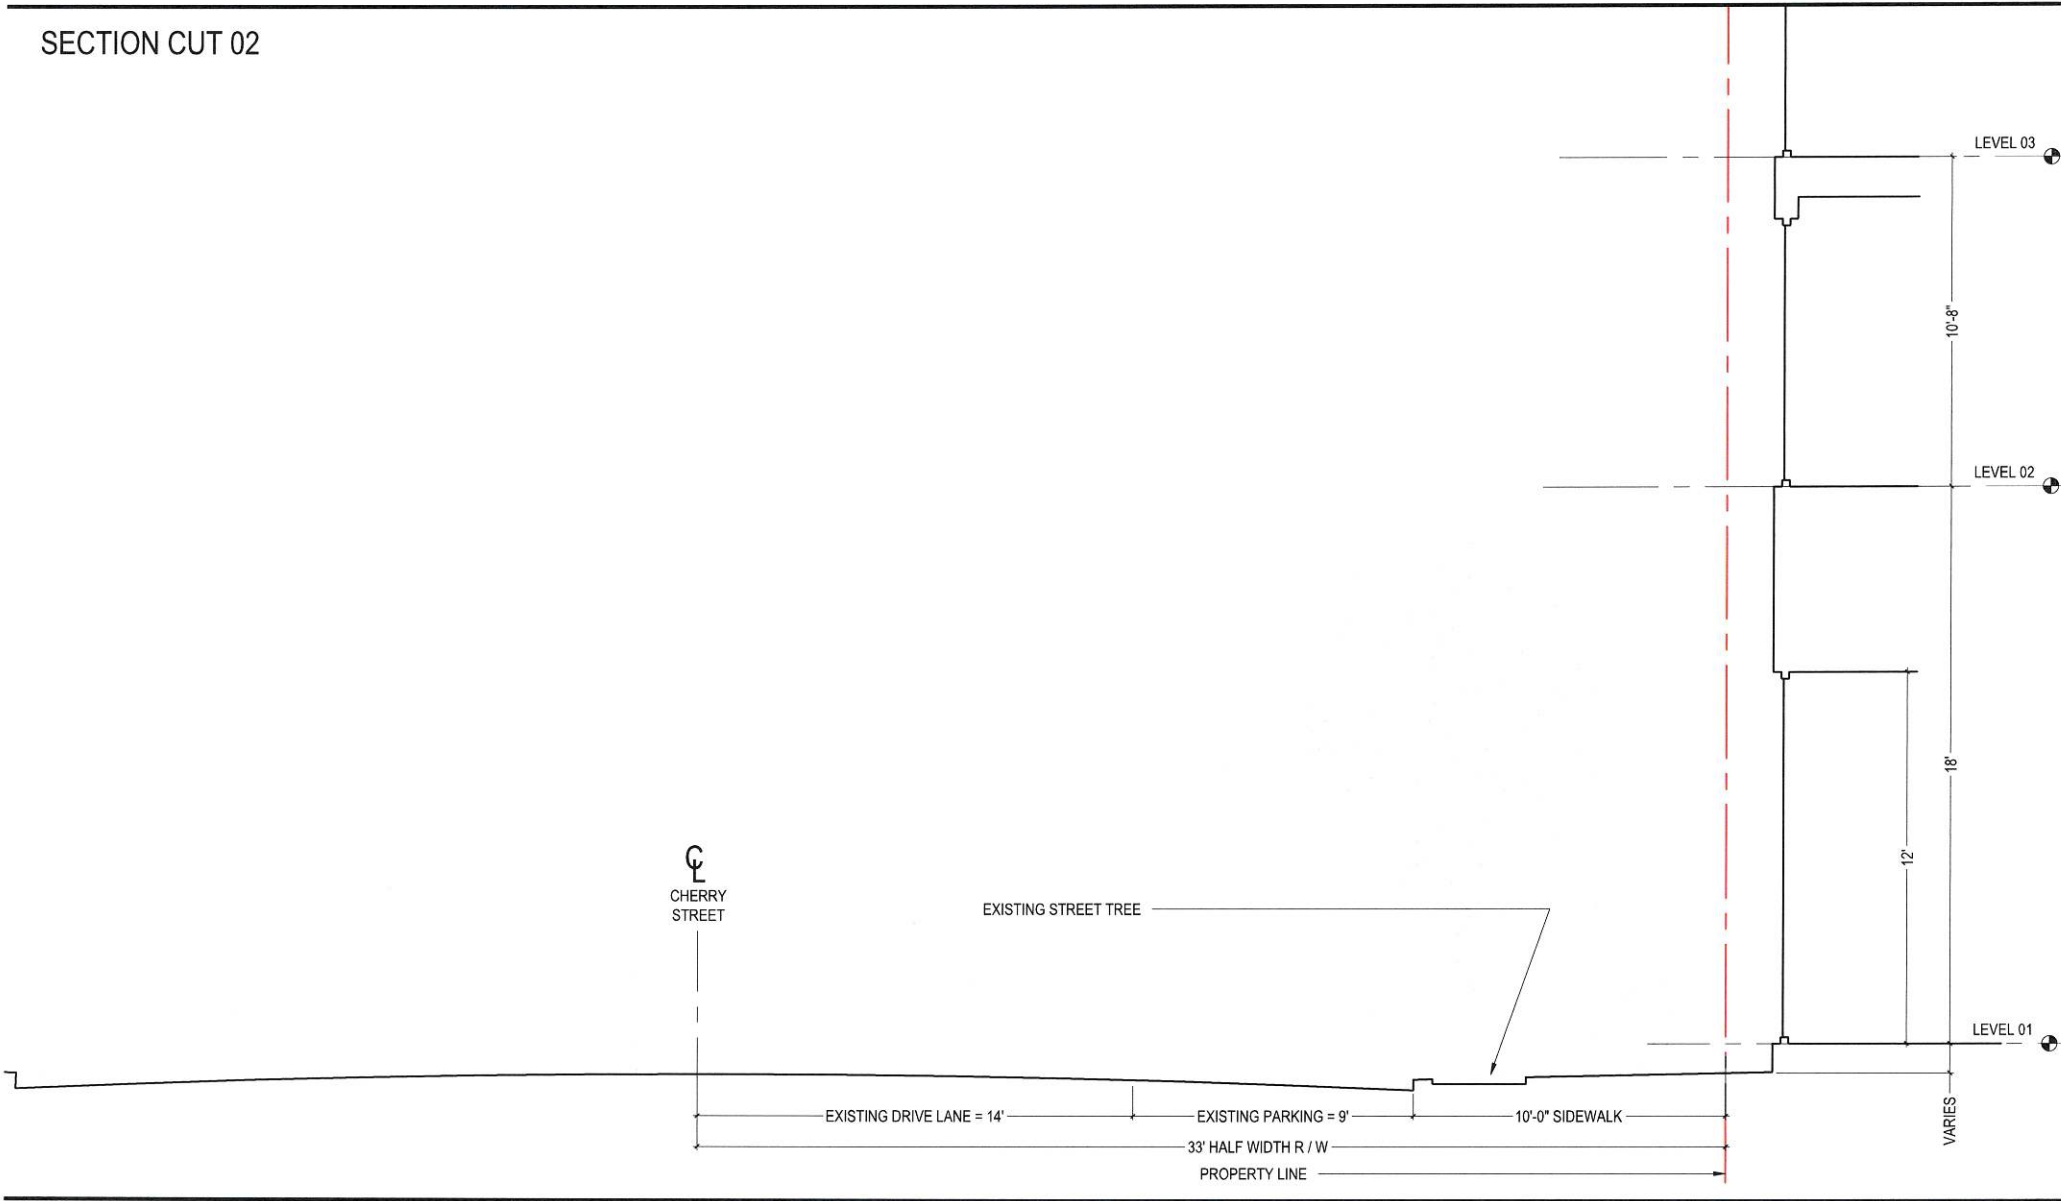 SECTION CUT 02
LEVEL 03
10'-8"
LEVEL 02
18'
12'
℄
CHERRY
STREET
EXISTING STREET TREE
LEVEL 01
EXISTING DRIVE LANE = 14'
EXISTING PARKING = 9'
10'-0" SIDEWALK
VARIES
33' HALF WIDTH R / W
PROPERTY LINE